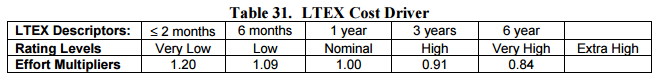 Table 31. LTEX Cost Driver
LTEX Descriptors: ≤ 2 months 6 months 1 year 3 years 6 year
Rating Levels Very Low Low Nominal High Very High Extra High
Effort Multipliers 1.20 1.09 1.00 0.91 0.84